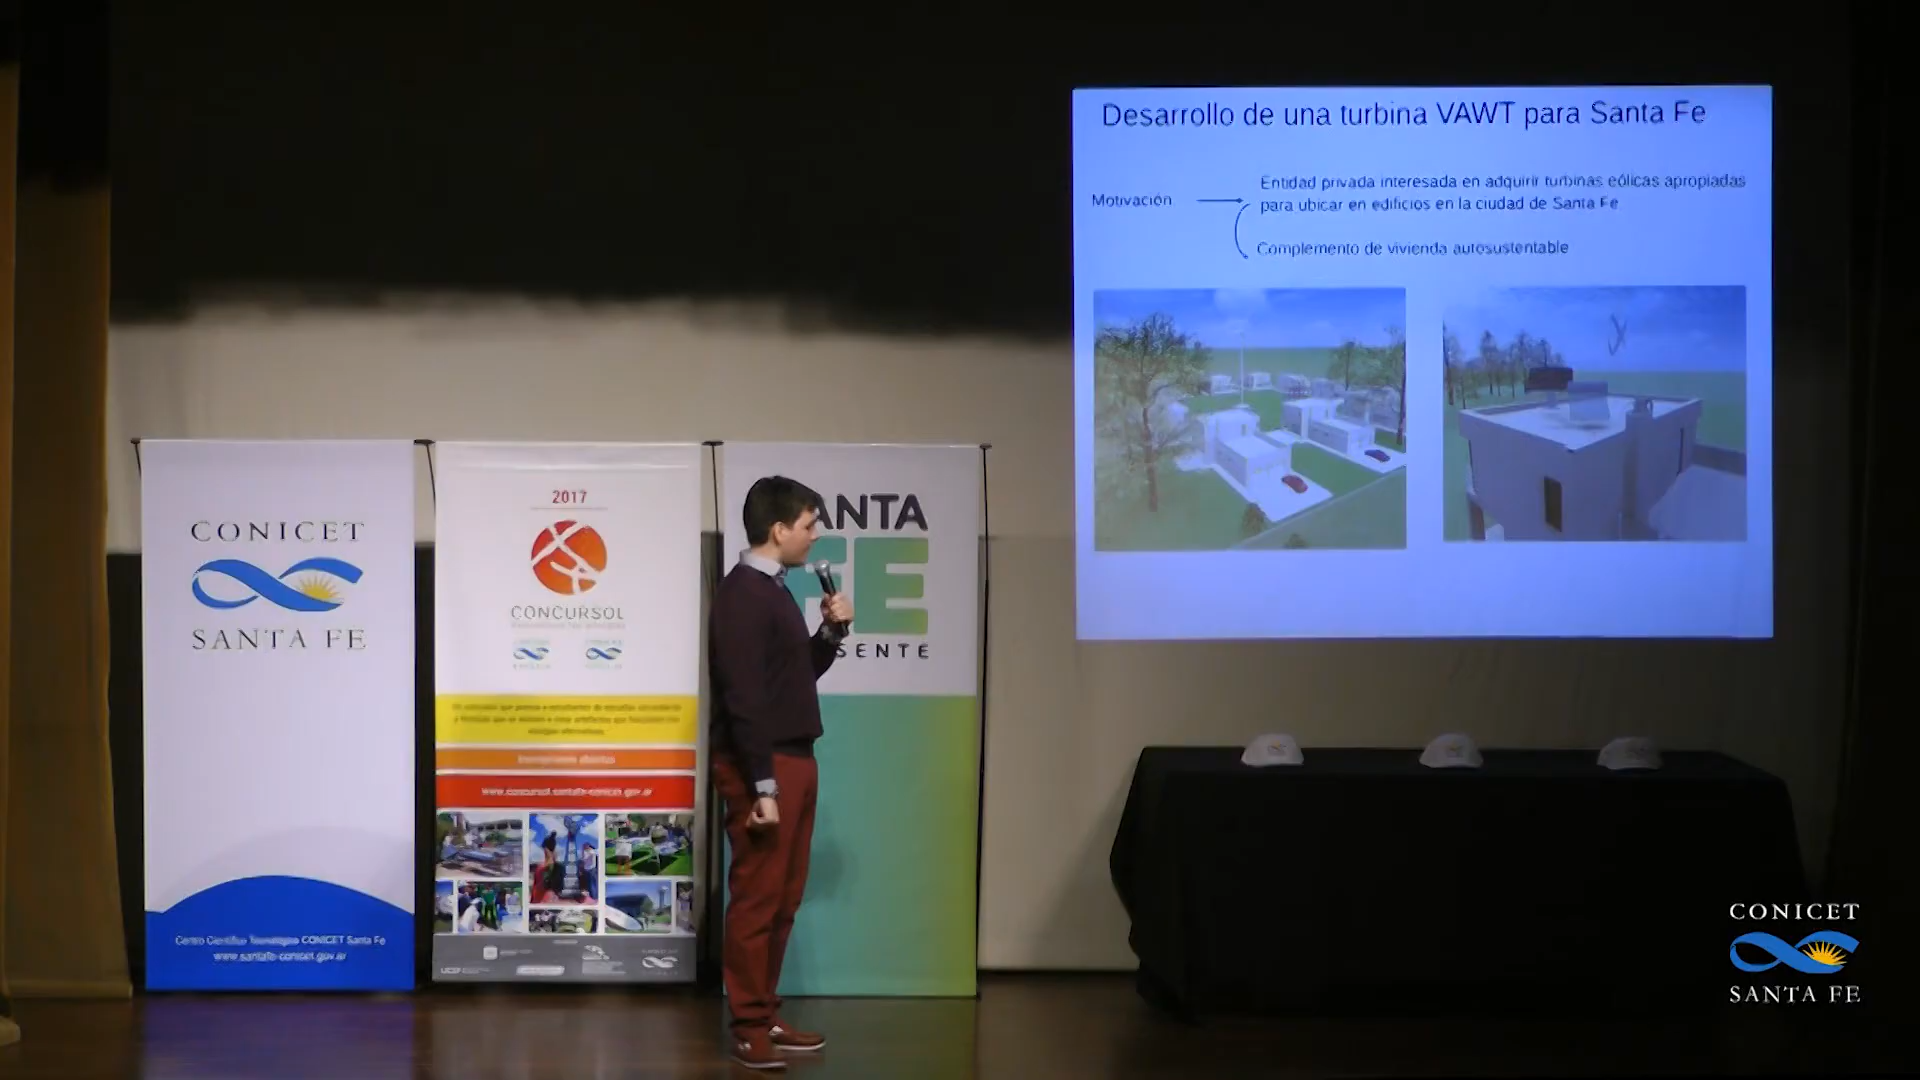 Desarrollo de una turbina VAWT para Santa Fe
Motivación
Entidad privada interesada en adquirir turbinas eólicas apropiadas
para ubicar en edificios en la ciudad de Santa Fe
Complemento de vivienda autosustentable
CONICET
SANTA FE
Centro Científico Tecnológico CONICET Santa Fe
www.santafe-conicet.gov.ar
2017
CONCURSOL
www.concursol.santafe-conicet.gov.ar
ANTA
FE
SENTE
CONICET
SANTA FE